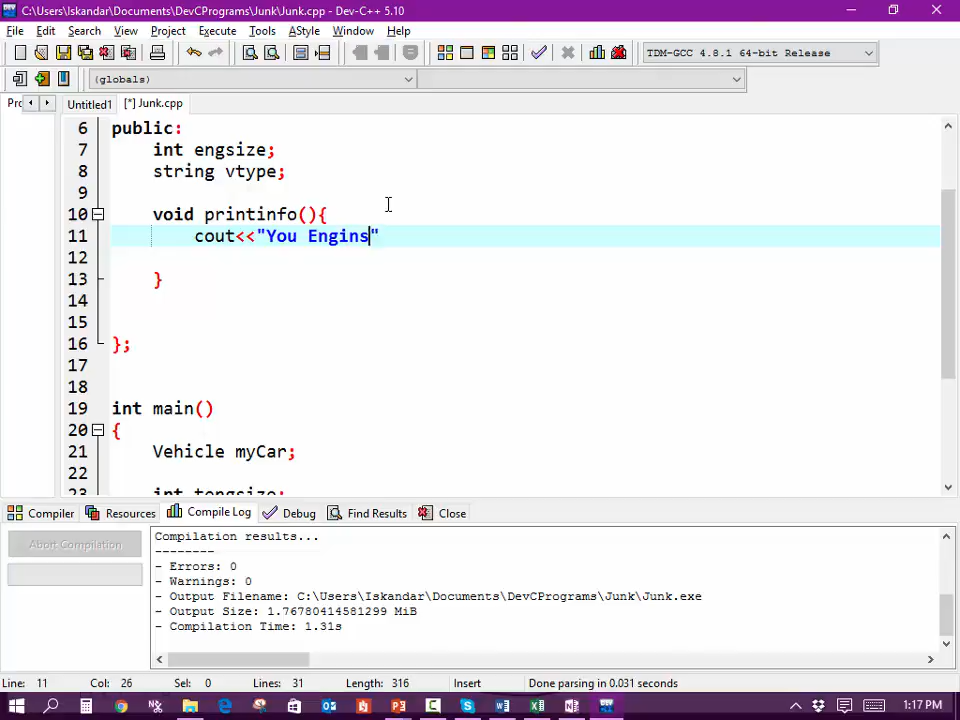 C:\Users\Iskandar\Documents\DevCPrograms\Junk\Junk.cpp - Dev-C++ 5.10
File Edit Search View Project Execute Tools AStyle Window Help
TDM-GCC 4.8.1 64-bit Release
(globals)
Prc Untitled1 [*] Junk.cpp
6 public:
7 int engsize;
8 string vtype;
9
10 void printinfo(){
11 cout<<"You Engins"
12
13 }
14
15
16 };
17
18
19 int main()
20 {
21 Vehicle myCar;
22
23 int tengsize;
Compiler Resources Compile Log Debug Find Results Close
Abort Compilation
Compilation results...
--------
- Errors: 0
- Warnings: 0
- Output Filename: C:\Users\Iskandar\Documents\DevCPrograms\Junk\Junk.exe
- Output Size: 1.76780414581299 MiB
- Compilation Time: 1.31s
Line: 11 Col: 26 Sel: 0 Lines: 31 Length: 316 Insert Done parsing in 0.031 seconds
1:17 PM